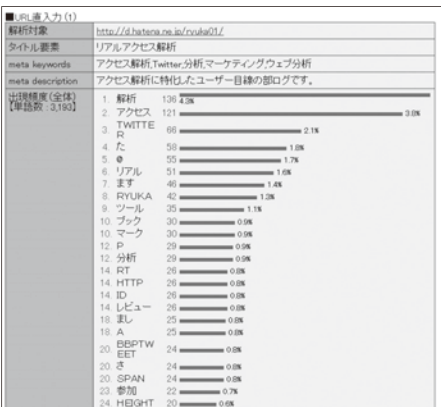 ■URL直入力(1)
解析対象 http://d.hatena.ne.jp/ryuka01/
タイトル要素 リアルアクセス解析
meta keywords アクセス解析,Twitter,分析,マーケティング,ウェブ分析
meta description アクセス解析に特化したユーザー目線の部ログです。
出現頻度(全体)
【単語数:3,193】
1. 解析 136 4.3%
2. アクセス 121 3.8%
3. TWITTE
R 66 2.1%
4. た 58 1.8%
5. @ 55 1.7%
6. リアル 51 1.6%
7. ます 46 1.4%
8. RYUKA 42 1.3%
9. ツール 35 1.1%
10. ブック 30 0.9%
10. マーク 30 0.9%
12. P 29 0.9%
12. 分析 29 0.9%
14. RT 26 0.8%
14. HTTP 26 0.8%
14. ID 26 0.8%
14. レビュー 26 0.8%
18. まし 25 0.8%
18. A 25 0.8%
20. BBPTW
EET 24 0.8%
20. さ 24 0.8%
20. SPAN 24 0.8%
23. 参加 22 0.7%
24. HEIGHT 20 0.6%